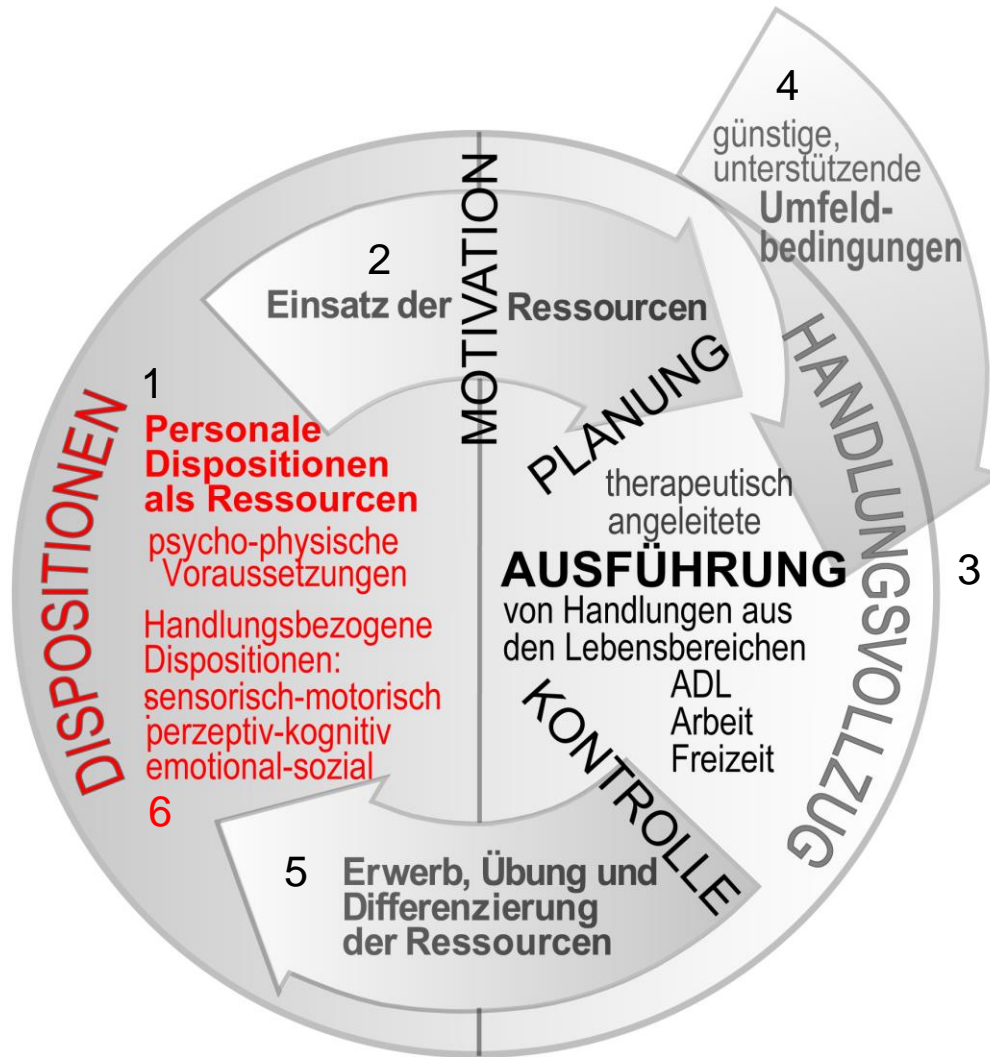 4
günstige,
unterstützende
Umfeld-
bedingungen
MOTIVATION
2
Einsatz der Ressourcen
PLANUNG
HANDLUNGSVOLLZUG
DISPOSITIONEN
1
Personale
Dispositionen
als Ressourcen
psycho-physische
Voraussetzungen
Handlungsbezogene
Dispositionen:
sensorisch-motorisch
perzeptiv-kognitiv
emotional-sozial
6
therapeutisch
angeleitete
AUSFÜHRUNG
von Handlungen aus
den Lebensbereichen
ADL
Arbeit
Freizeit
3
KONTROLLE
5
Erwerb, Übung und
Differenzierung
der Ressourcen